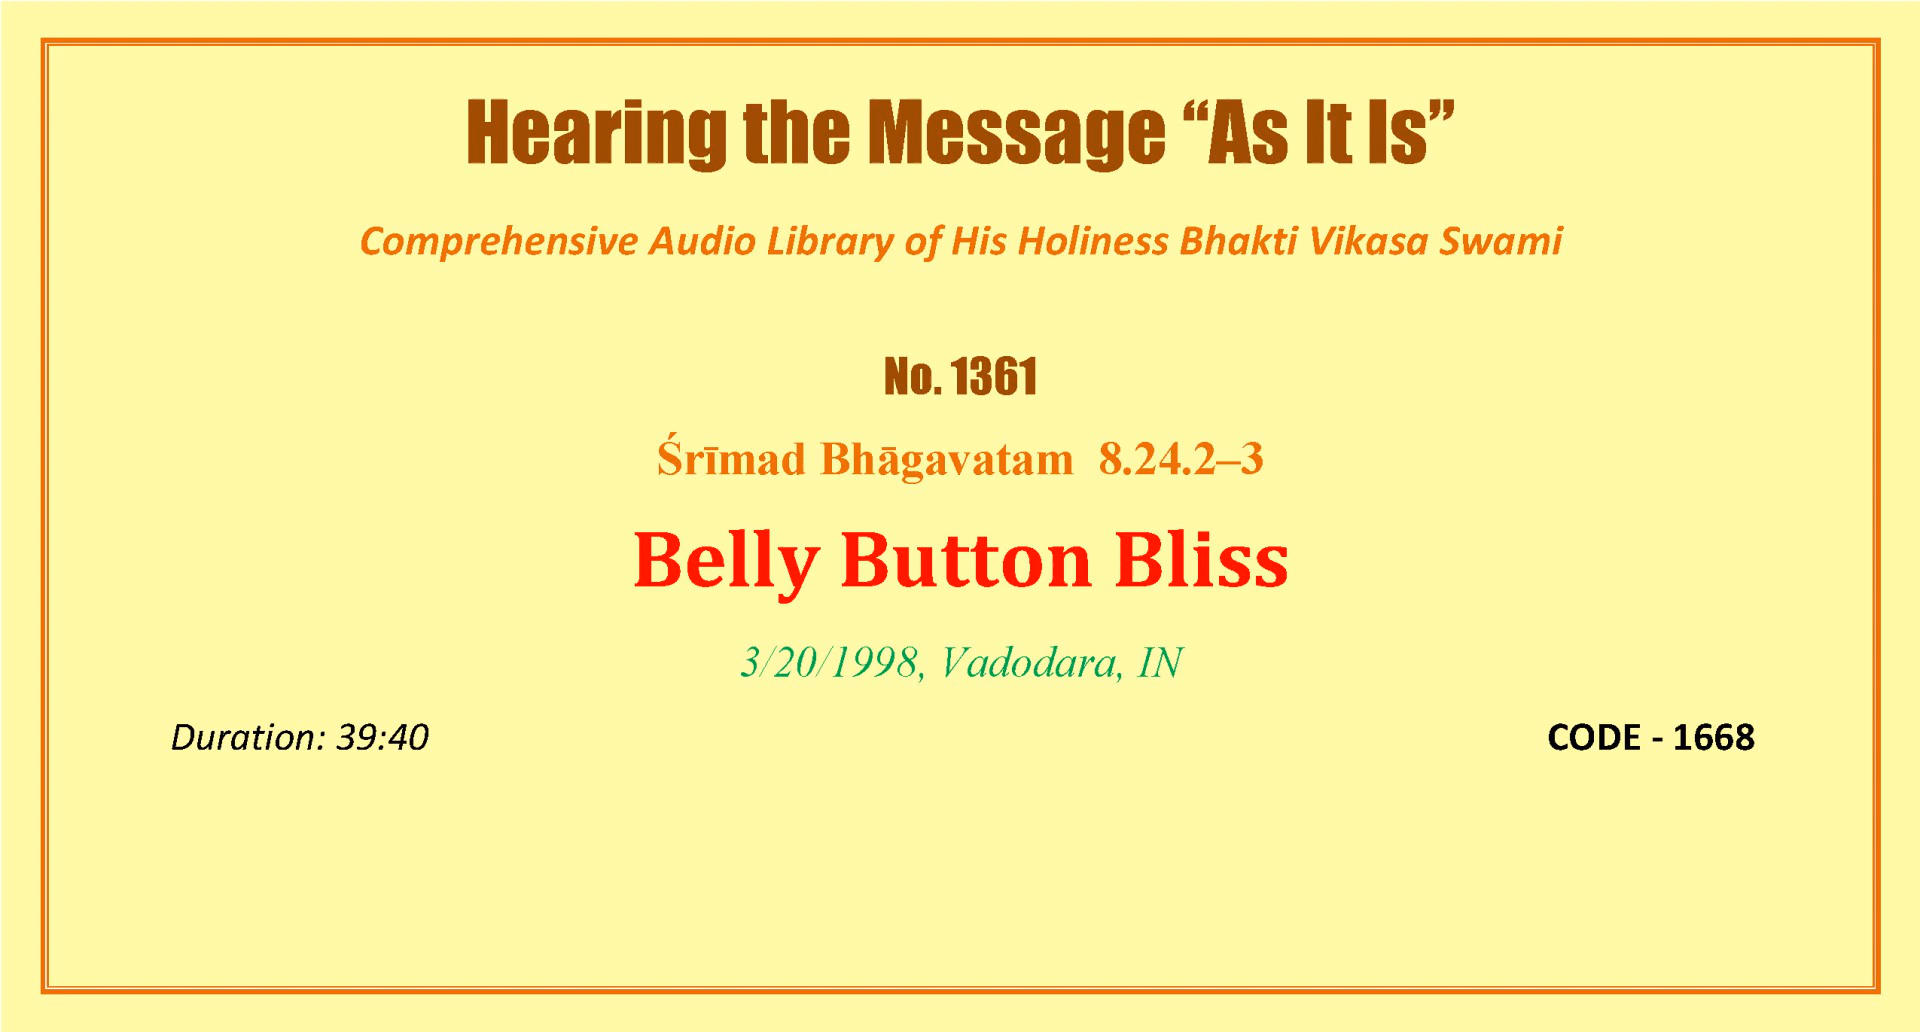 Hearing the Message “As It Is”
Comprehensive Audio Library of His Holiness Bhakti Vikasa Swami
No. 1361
Śrīmad Bhāgavatam 8.24.2–3
Belly Button Bliss
3/20/1998, Vadodara, IN
Duration: 39:40
CODE - 1668